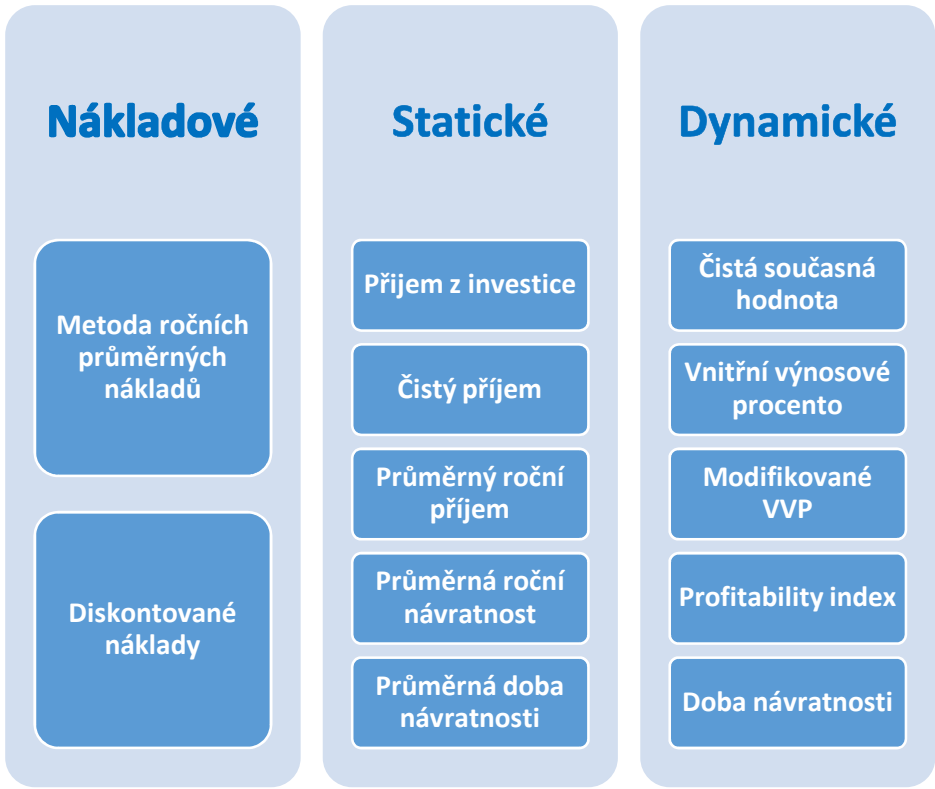 Nákladové
Metoda ročních
průměrných
nákladů
Diskontované
náklady
Statické
Přijem z investice
Čistý příjem
Průměrný roční
příjem
Průměrná roční
návratnost
Průměrná doba
návratnosti
Dynamické
Čistá současná
hodnota
Vnitřní výnosové
procento
Modifikované
VVP
Profitability index
Doba návratnosti